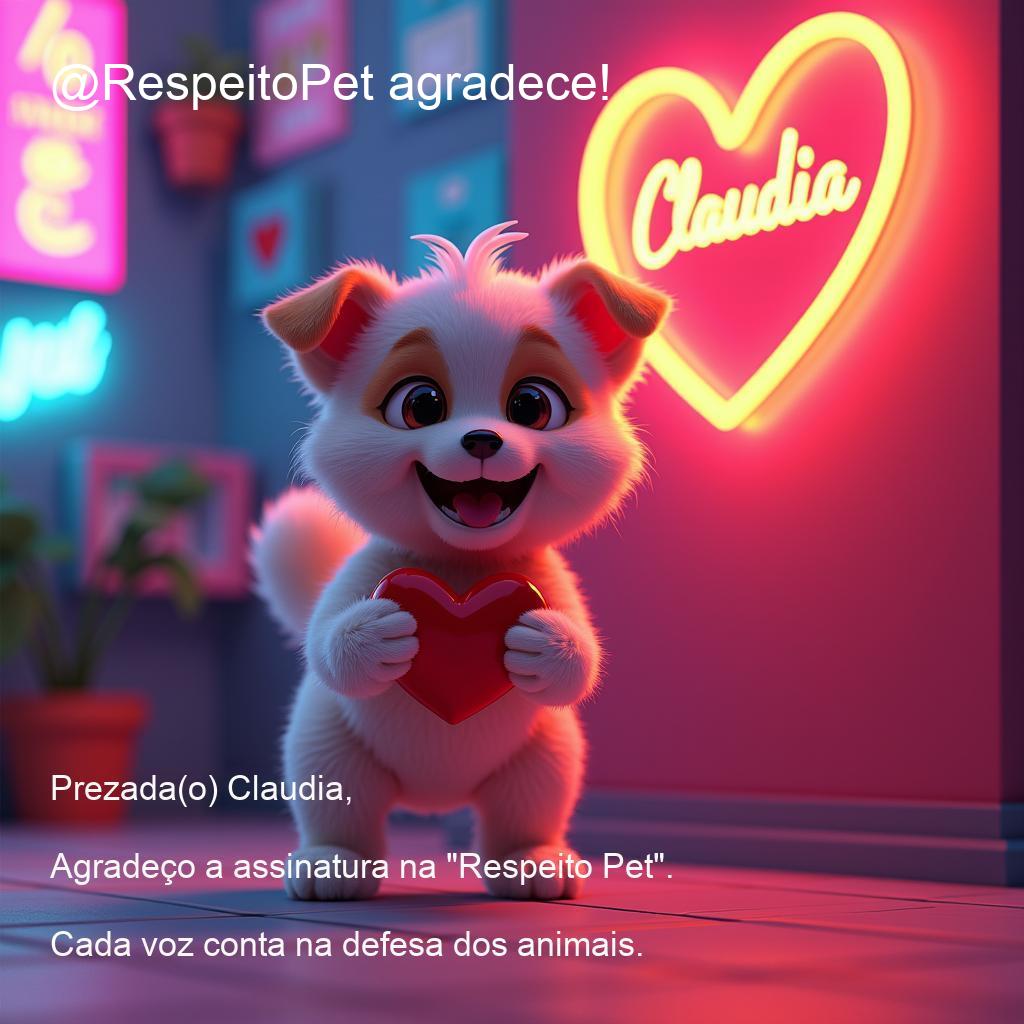 @RespeitoPet agradece!
Claudia
Prezada(o) Claudia,
Agradeço a assinatura na "Respeito Pet".
Cada voz conta na defesa dos animais.